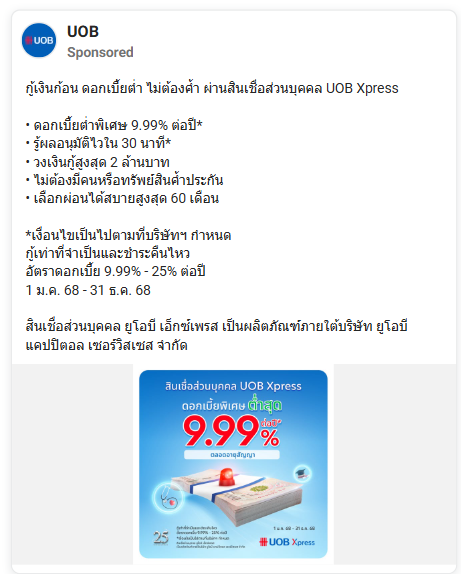 UOB
UOB
Sponsored
กู้เงินก้อน ดอกเบี้ยต่ำ ไม่ต้องค้ำ ผ่านสินเชื่อส่วนบุคคล UOB Xpress
• ดอกเบี้ยต่ำพิเศษ 9.99% ต่อปี*
• รู้ผลอนุมัติไวใน 30 นาที*
• วงเงินกู้สูงสุด 2 ล้านบาท
• ไม่ต้องมีคนหรือทรัพย์สินค้ำประกัน
• เลือกผ่อนได้สบายสูงสุด 60 เดือน
*เงื่อนไขเป็นไปตามที่บริษัทฯ กำหนด
กู้เท่าที่จำเป็นและชำระคืนไหว
อัตราดอกเบี้ย 9.99% - 25% ต่อปี
1 ม.ค. 68 - 31 ธ.ค. 68
สินเชื่อส่วนบุคคล ยูโอบี เอ็กซ์เพรส เป็นผลิตภัณฑ์ภายใต้บริษัท ยูโอบี
แคปปิตอล เซอร์วิสเซส จำกัด
สินเชื่อส่วนบุคคล UOB Xpress
ดอกเบี้ยพิเศษ ต่ำสุด
9.99% ต่อปี*
ตลอดอายุสัญญา
25
1 ม.ค. 68 - 31 ธ.ค. 68
UOB Xpress